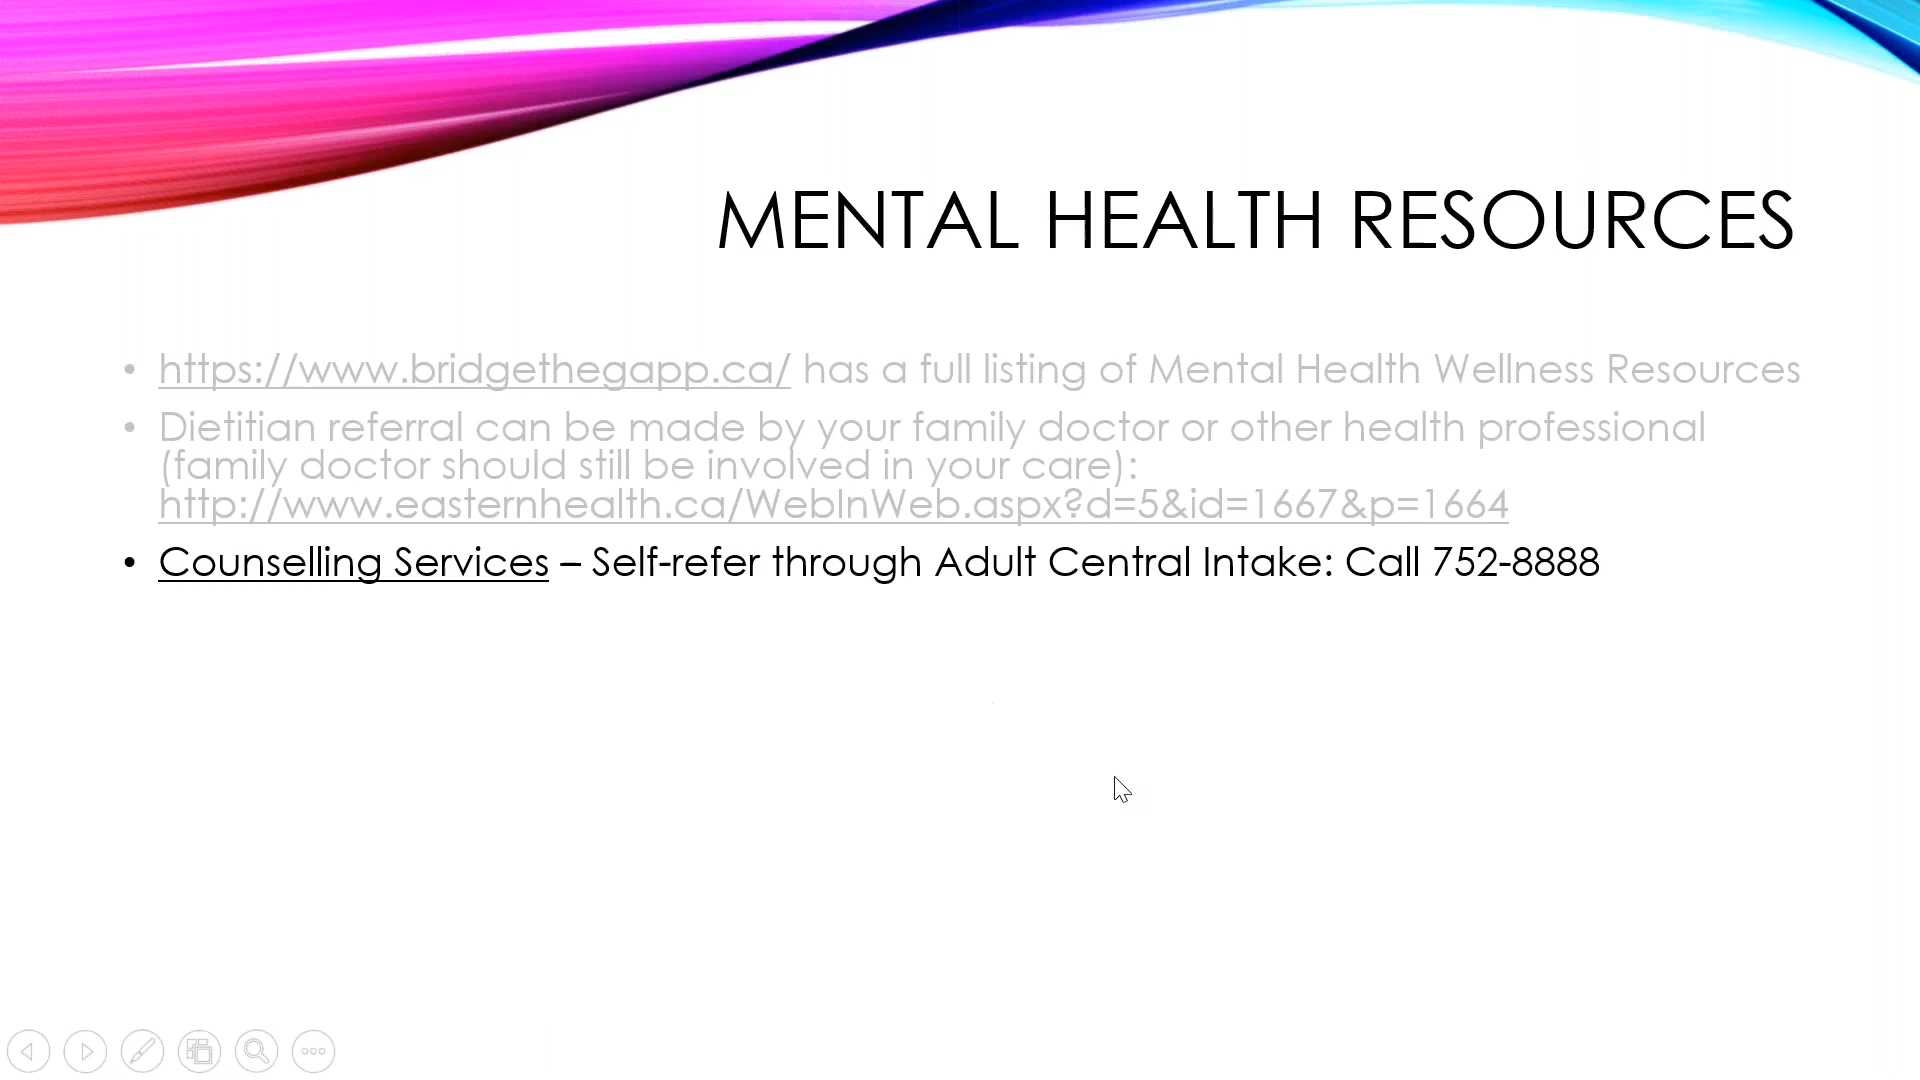 MENTAL HEALTH RESOURCES
• https://www.bridgethegapp.ca/ has a full listing of Mental Health Wellness Resources
• Dietitian referral can be made by your family doctor or other health professional
(family doctor should still be involved in your care):
http://www.easternhealth.ca/WebInWeb.aspx?d=5&id=1667&p=1664
• Counselling Services – Self-refer through Adult Central Intake: Call 752-8888